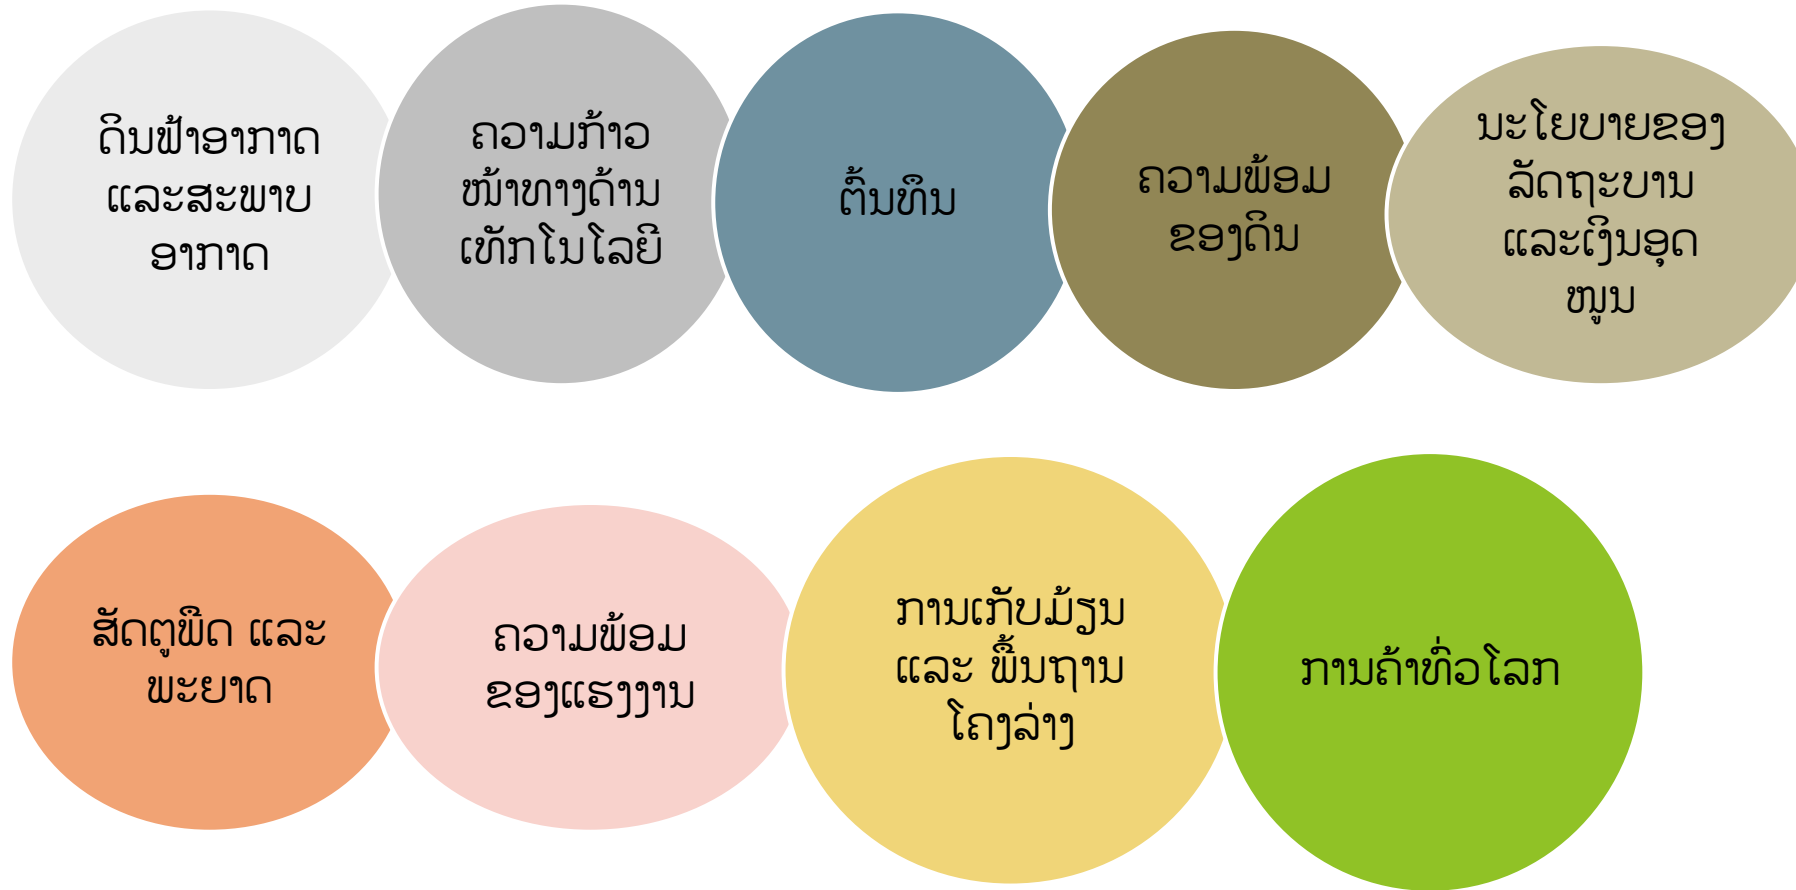 ດິນຟ້າອາກາດ
ແລະສະພາບ
ອາກາດ
ຄວາມກ້າວ
ໜ້າທາງດ້ານ
ເທັກໂນໂລຍີ
ຕົ້ນທຶນ
ຄວາມພ້ອມ
ຂອງດິນ
ນະໂຍບາຍຂອງ
ລັດຖະບານ
ແລະເງິນອຸດ
ໜູນ
ສັດຕູພືດ ແລະ
ພະຍາດ
ຄວາມພ້ອມ
ຂອງແຮງງານ
ການເກັບມ້ຽນ
ແລະ ພື້ນຖານ
ໂຄງລ່າງ
ການຄ້າທົ່ວໂລກ